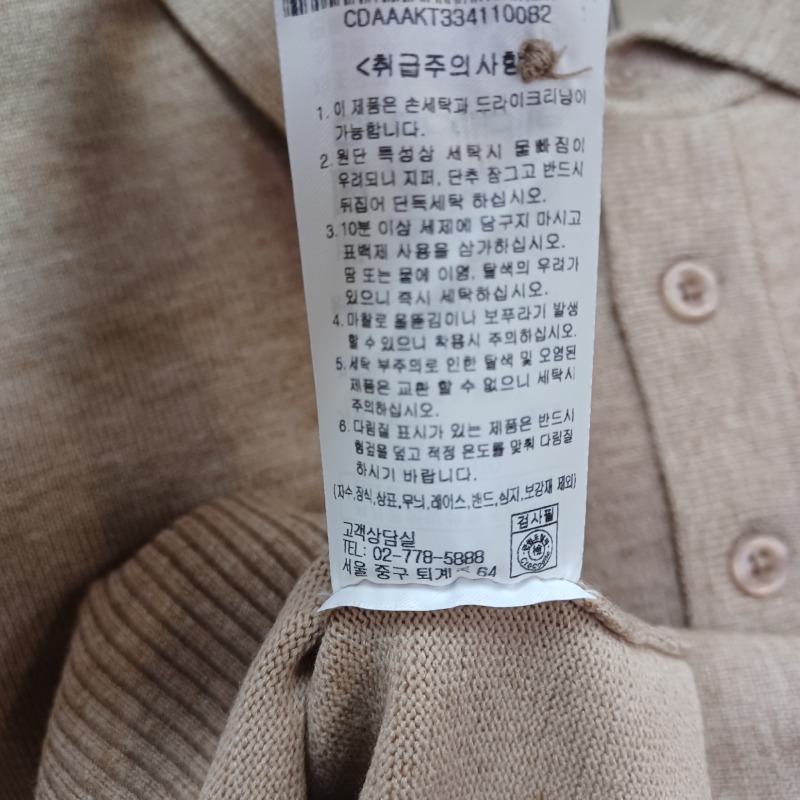 CDAAAKT334110082
<취급주의사항
1. 이 제품은 손세탁과 드라이크리닝이
가능합니다.
2. 원단 특성상 세탁시 물빠짐이
우려되니 지퍼, 단추 잠그고 반드시
뒤집어 단독세탁 하십시오.
3. 10분 이상 세제에 담구지 마시고
표백제 사용을 삼가하십시오.
땀 또는 물에 이염, 탈색의 우려가
있으니 즉시 세탁하십시오.
4. 마찰로 올뜯김이나 보푸라기 발생
할 수 있으니 착용시 주의하십시오.
5. 세탁 부주의로 인한 탈색 및 오염된
제품은 교환 할 수 없으니 세탁시
주의하십시오.
6. 다림질 표시가 있는 제품은 반드시
헝겊을 덮고 적정 온도를 맞춰 다림질
하시기 바랍니다.
(자수,장식,상표,무늬,레이스,밴드,심지,보강재 제외)
검사필
고객상담실
TEL: 02-778-5888
서울 중구 퇴계 64